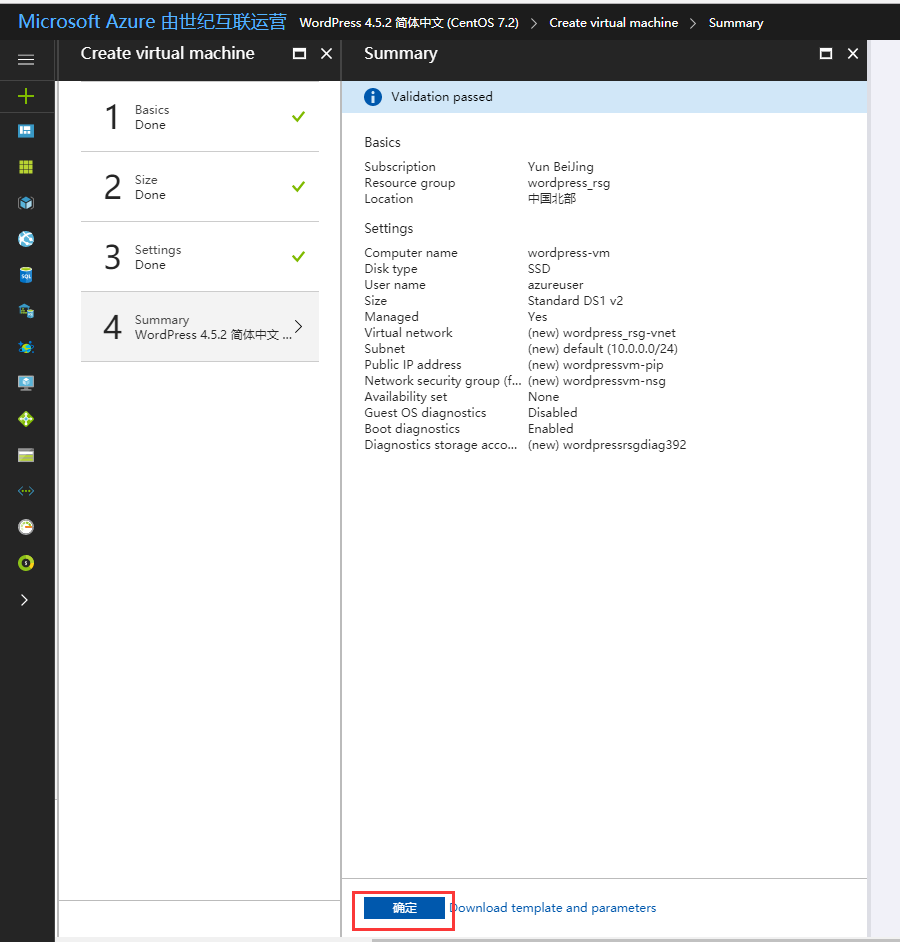 Microsoft Azure 由世纪互联运营 WordPress 4.5.2 简体中文 (CentOS 7.2) > Create virtual machine > Summary
Create virtual machine
1 Basics
Done
2 Size
Done
3 Settings
Done
4 Summary
WordPress 4.5.2 简体中文 ...
Summary
Validation passed
Basics
Subscription Yun BeiJing
Resource group wordpress_rsg
Location 中国北部
Settings
Computer name wordpress-vm
Disk type SSD
User name azureuser
Size Standard DS1 v2
Managed Yes
Virtual network (new) wordpress_rsg-vnet
Subnet (new) default (10.0.0.0/24)
Public IP address (new) wordpressvm-pip
Network security group (f... (new) wordpressvm-nsg
Availability set None
Guest OS diagnostics Disabled
Boot diagnostics Enabled
Diagnostics storage acco... (new) wordpressrsgdiag392
确定 Download template and parameters